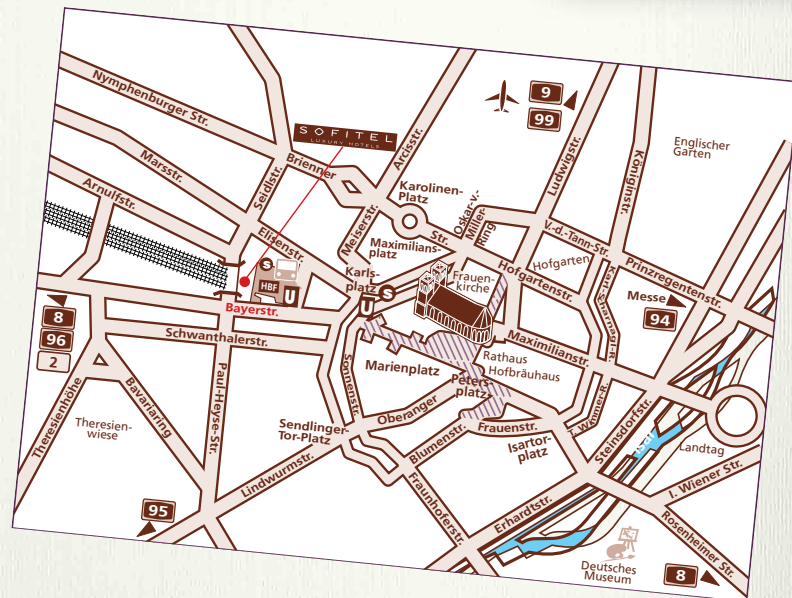 Nymphenburger Str.
SOFITEL
LUXURY HOTELS
9
99
Marsstr.
Brienner
Arcisstr.
Ludwigstr.
Königinstr.
Englischer
Garten
Arnulfstr.
Seidlstr.
Karolinen-
Platz
Oskar-v.-
Miller-
Ring
Str.
V.-d.-Tann-Str.
Elisenstr.
Meiserstr.
Maximilians-
platz
Hofgarten
Hofgartenstr.
Prinzregentenstr.
S
HBF
U
Karls-
platz
S
U
Frauen-
kirche
Messe
94
Bayerstr.
8
96
2
Schwanthalerstr.
Maximilianstr.
Rathaus
Hofbräuhaus
Marienplatz
Peters-
platz
Sonnenstr.
Paul-Heyse-Str.
Theresienhöhe
Bavariaring
Theresien-
wiese
Sendlinger-
Tor-Platz
Oberanger
Blumenstr.
Frauenstr.
Isartor-
platz
T.-Wimmer-R.
Steinsdorfstr.
Isar
Landtag
I. Wiener Str.
Lindwurmstr.
Fraunhoferstr.
Erhardtstr.
Rosenheimer Str.
95
Deutsches
Museum
8